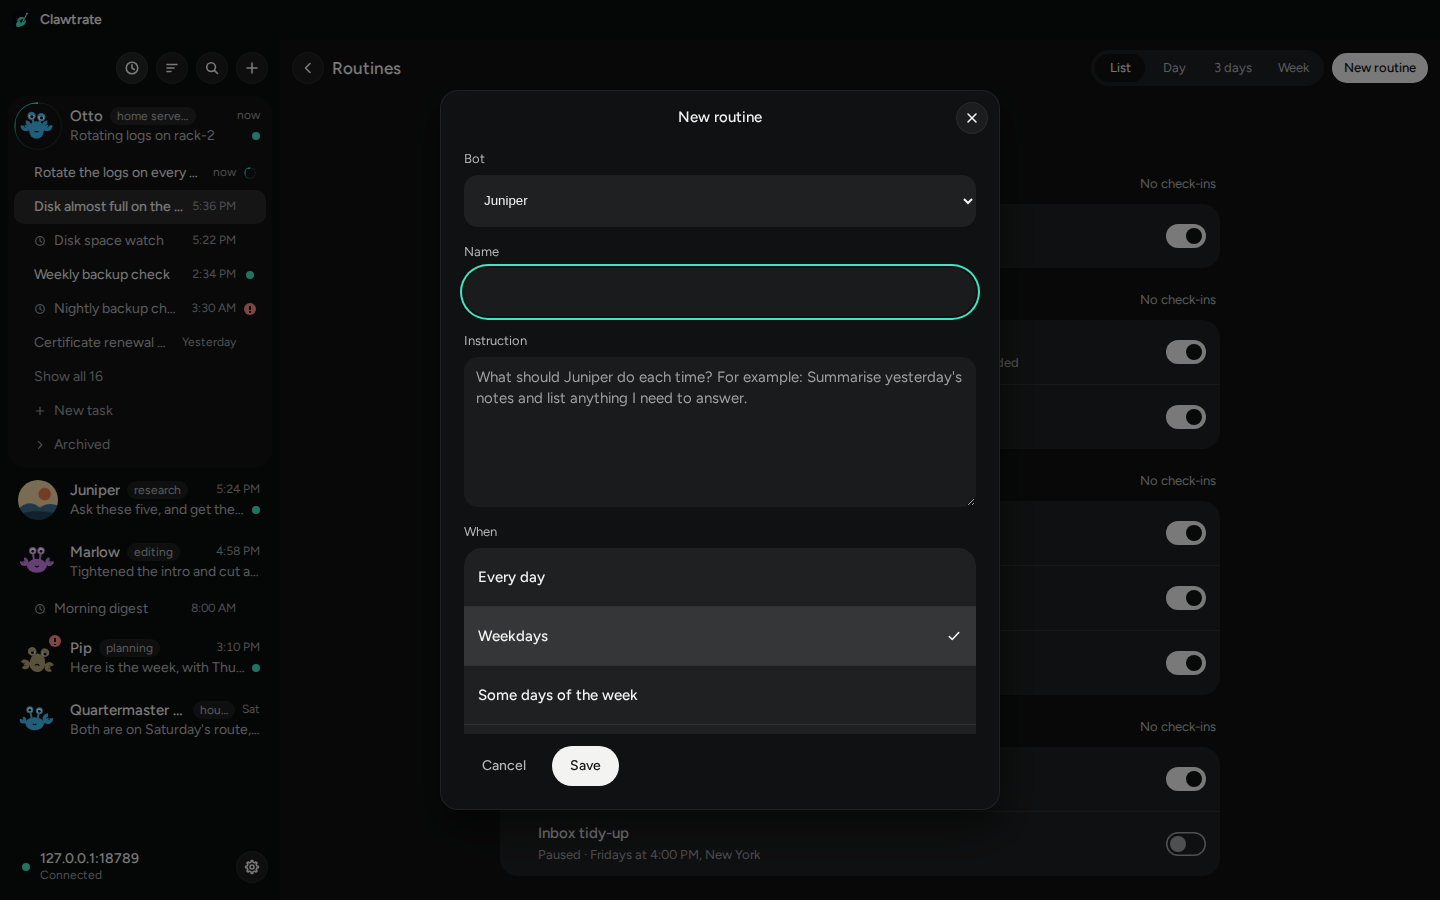 Clawtrate
Routines
List
Day
3 days
Week
New routine
Otto
home serve...
now
Rotating logs on rack-2
Rotate the logs on every ...
now
Disk almost full on the ...
5:36 PM
Disk space watch
5:22 PM
Weekly backup check
2:34 PM
Nightly backup ch...
3:30 AM
Certificate renewal ...
Yesterday
Show all 16
New task
Archived
Juniper
research
5:24 PM
Ask these five, and get the...
Marlow
editing
4:58 PM
Tightened the intro and cut a...
Morning digest
8:00 AM
Pip
planning
3:10 PM
Here is the week, with Thu...
Quartermaster ...
hou...
Sat
Both are on Saturday's route,...
127.0.0.1:18789
Connected
New routine
Bot
Juniper
Name
Instruction
What should Juniper do each time? For example: Summarise yesterday's
notes and list anything I need to answer.
When
Every day
Weekdays
Some days of the week
Cancel
Save
No check-ins
No check-ins
No check-ins
No check-ins
Inbox tidy-up
Paused · Fridays at 4:00 PM, New York